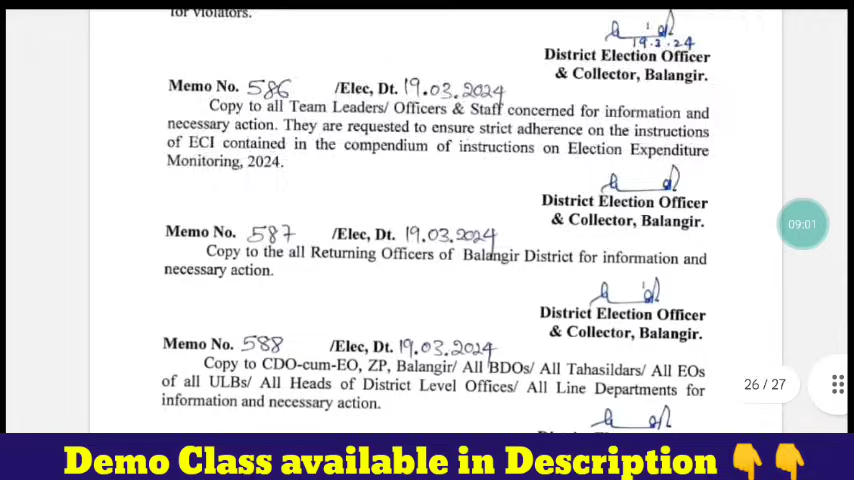 for violators.
19.3.24
District Election Officer
& Collector, Balangir.
Memo No. 586 /Elec, Dt. 19.03.2024
Copy to all Team Leaders/ Officers & Staff concerned for information and
necessary action. They are requested to ensure strict adherence on the instructions
of ECI contained in the compendium of instructions on Election Expenditure
Monitoring, 2024.
District Election Officer
& Collector, Balangir.
Memo No. 587 /Elec, Dt. 19.03.2024
Copy to the all Returning Officers of Balangir District for information and
necessary action.
District Election Officer
& Collector, Balangir.
Memo No. 588 /Elec, Dt. 19.03.2024
Copy to CDO-cum-EO, ZP, Balangir/ All BDOs/ All Tahasildars/ All EOs
of all ULBs/ All Heads of District Level Offices/ All Line Departments for
information and necessary action.
09:01
26 / 27
Demo Class available in Description 👇👇